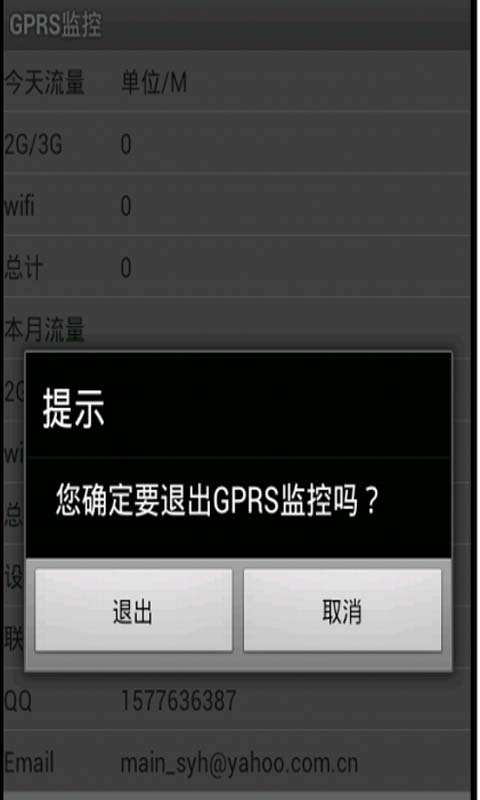 GPRS监控
今天流量 单位/M
2G/3G 0
wifi 0
总计 0
本月流量
2G
提示
wi
您确定要退出GPRS监控吗？
总
设
退出 取消
联
QQ 1577636387
Email main_syh@yahoo.com.cn